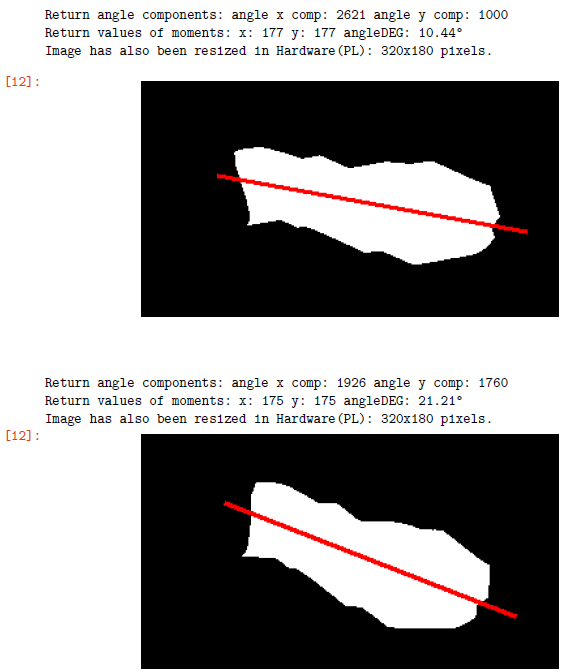 Return angle components: angle x comp: 2621 angle y comp: 1000
Return values of moments: x: 177 y: 177 angleDEG: 10.44°
Image has also been resized in Hardware(PL): 320x180 pixels.
[12]:
Return angle components: angle x comp: 1926 angle y comp: 1760
Return values of moments: x: 175 y: 175 angleDEG: 21.21°
Image has also been resized in Hardware(PL): 320x180 pixels.
[12]: